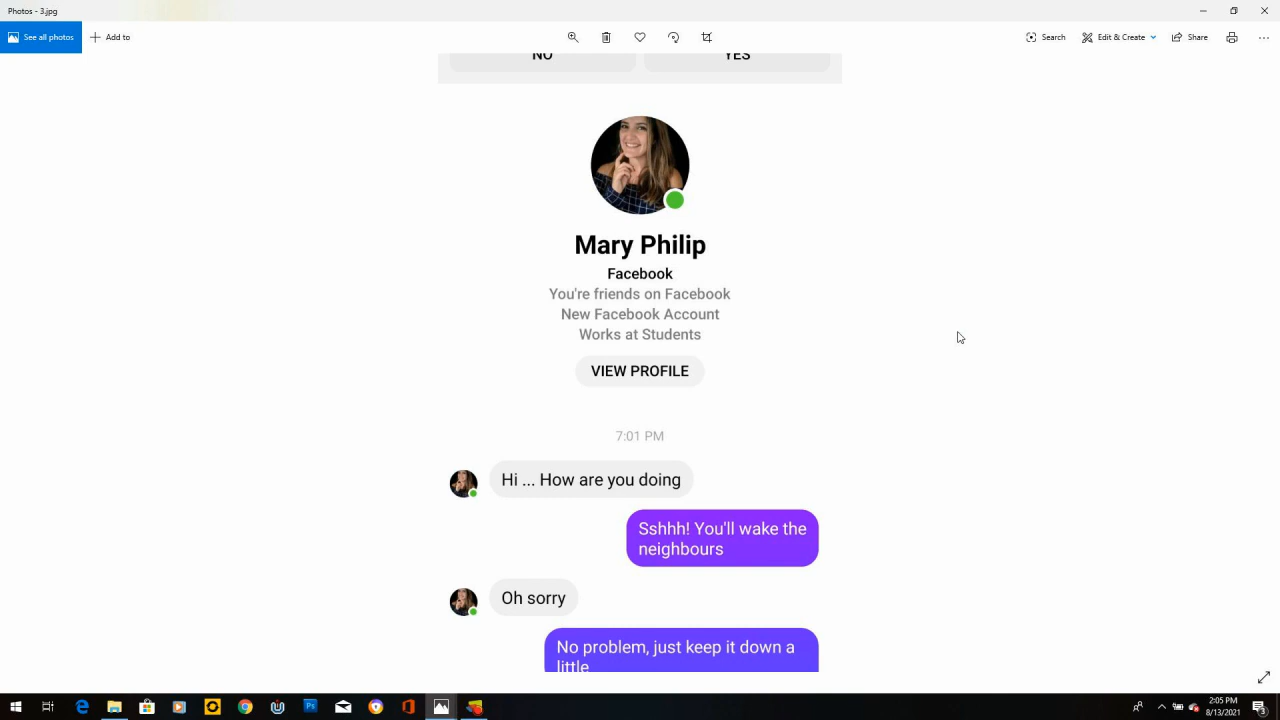 Photos - 3.jpg
See all photos
Add to
Search
Edit & Create
Share
NO
YES
Mary Philip
Facebook
You're friends on Facebook
New Facebook Account
Works at Students
VIEW PROFILE
7:01 PM
Hi ... How are you doing
Sshhh! You'll wake the
neighbours
Oh sorry
No problem, just keep it down a
little
2:05 PM
8/13/2021